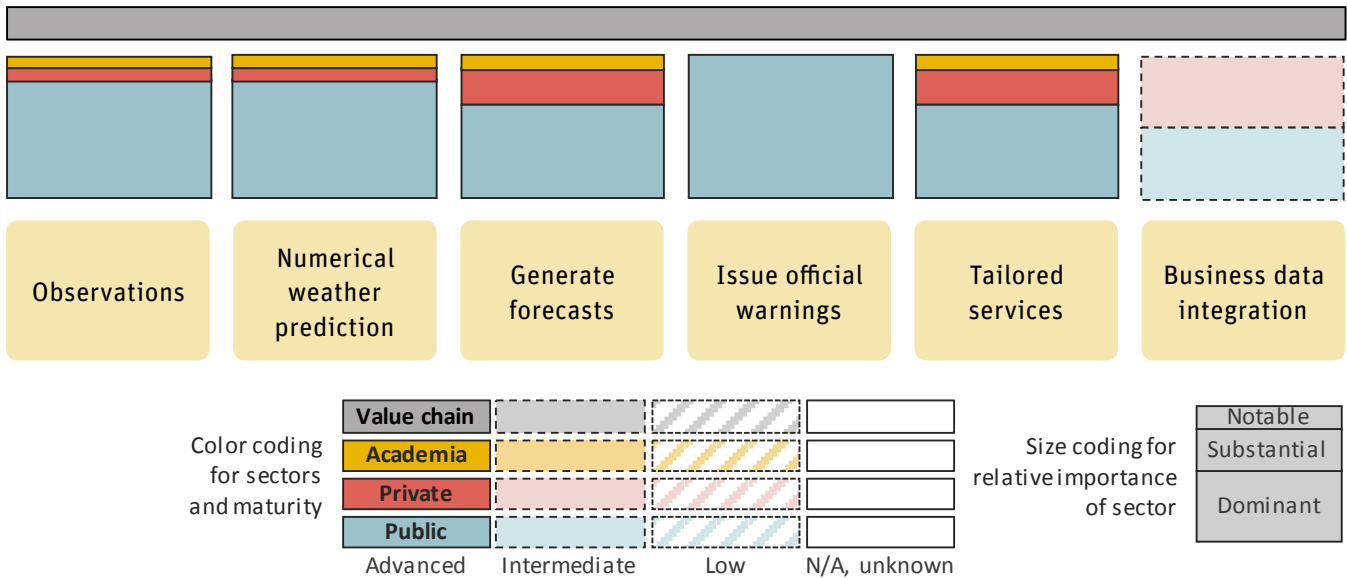 Observations
Numerical
weather
prediction
Generate
forecasts
Issue official
warnings
Tailored
services
Business data
integration
Color coding
for sectors
and maturity
Value chain
Academia
Private
Public
Advanced
Intermediate
Low
N/A, unknown
Size coding for
relative importance
of sector
Notable
Substantial
Dominant